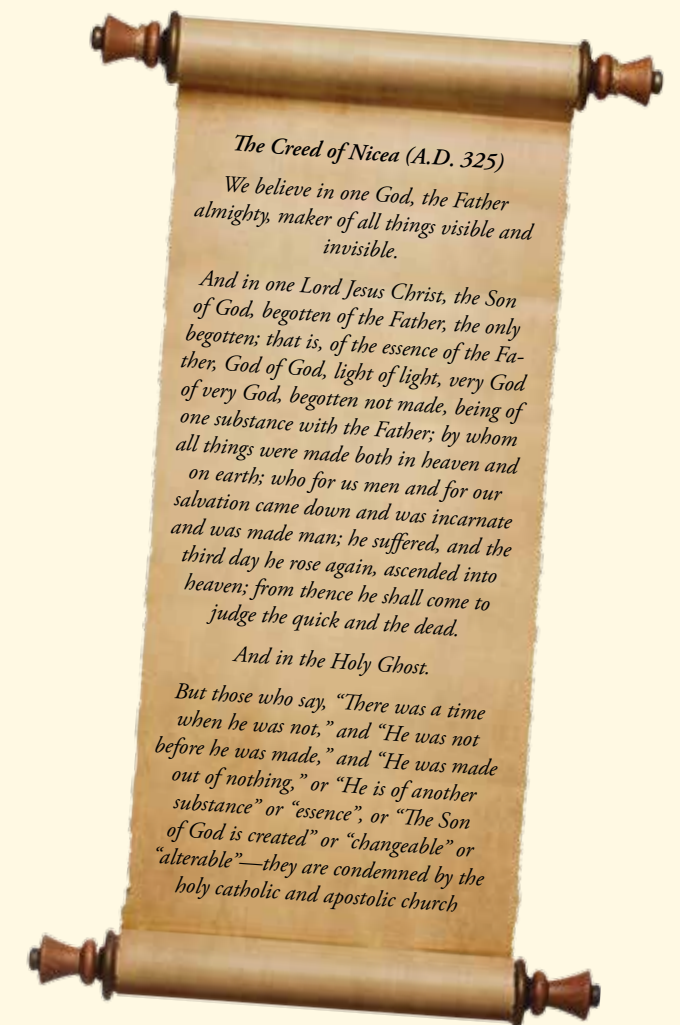 The Creed of Nicea (A.D. 325)
We believe in one God, the Father
almighty, maker of all things visible and
invisible.
And in one Lord Jesus Christ, the Son
of God, begotten of the Father, the only
begotten; that is, of the essence of the Fa-
ther, God of God, light of light, very God
of very God, begotten not made, being of
one substance with the Father; by whom
all things were made both in heaven and
on earth; who for us men and for our
salvation came down and was incarnate
and was made man; he suffered, and the
third day he rose again, ascended into
heaven; from thence he shall come to
judge the quick and the dead.
And in the Holy Ghost.
But those who say, “There was a time
when he was not,” and “He was not
before he was made,” and “He was made
out of nothing,” or “He is of another
substance” or “essence”, or “The Son
of God is created” or “changeable” or
“alterable”—they are condemned by the
holy catholic and apostolic church